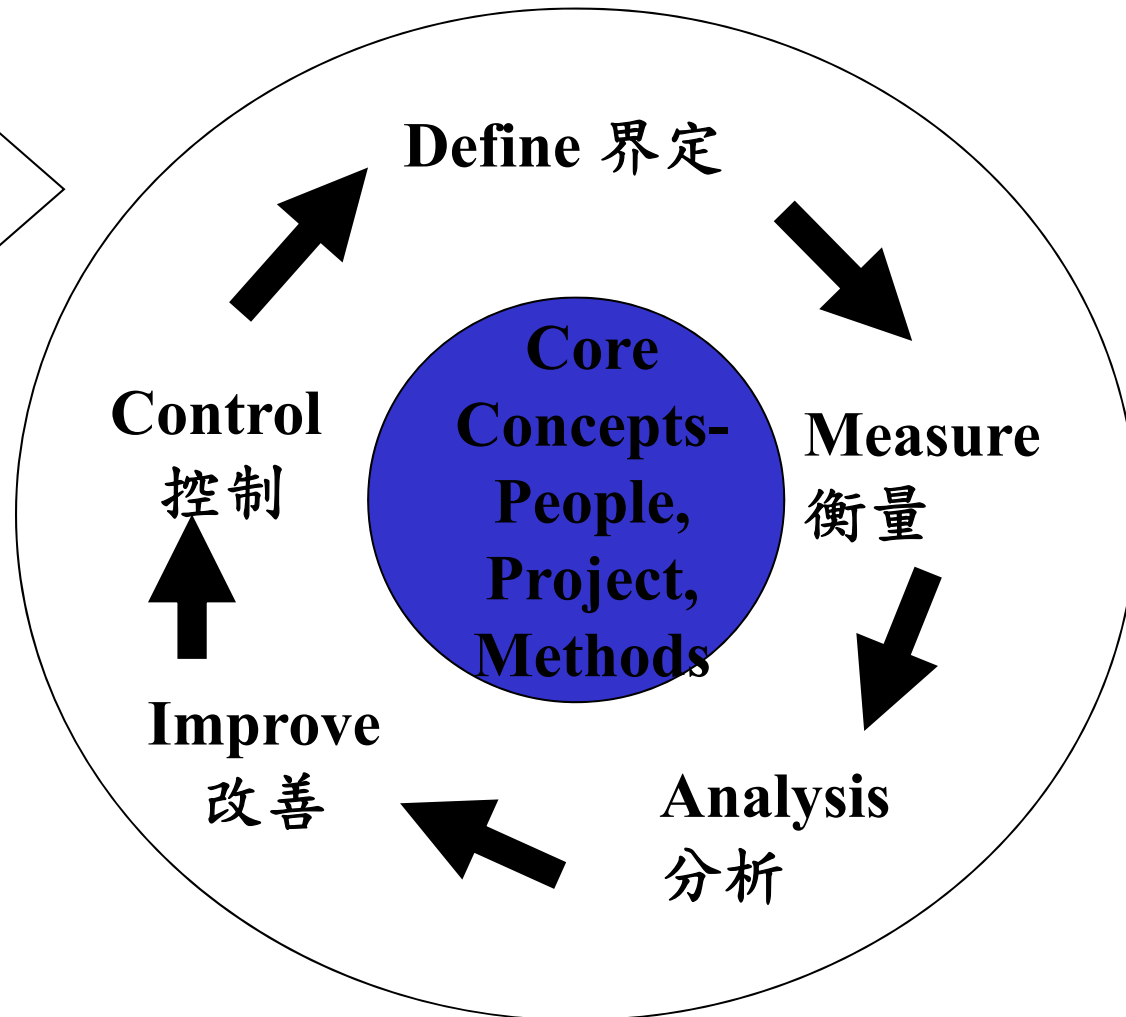 Define 界定
Measure
衡量
Analysis
分析
Improve
改善
Control
控制
Core
Concepts-
People,
Project,
Methods